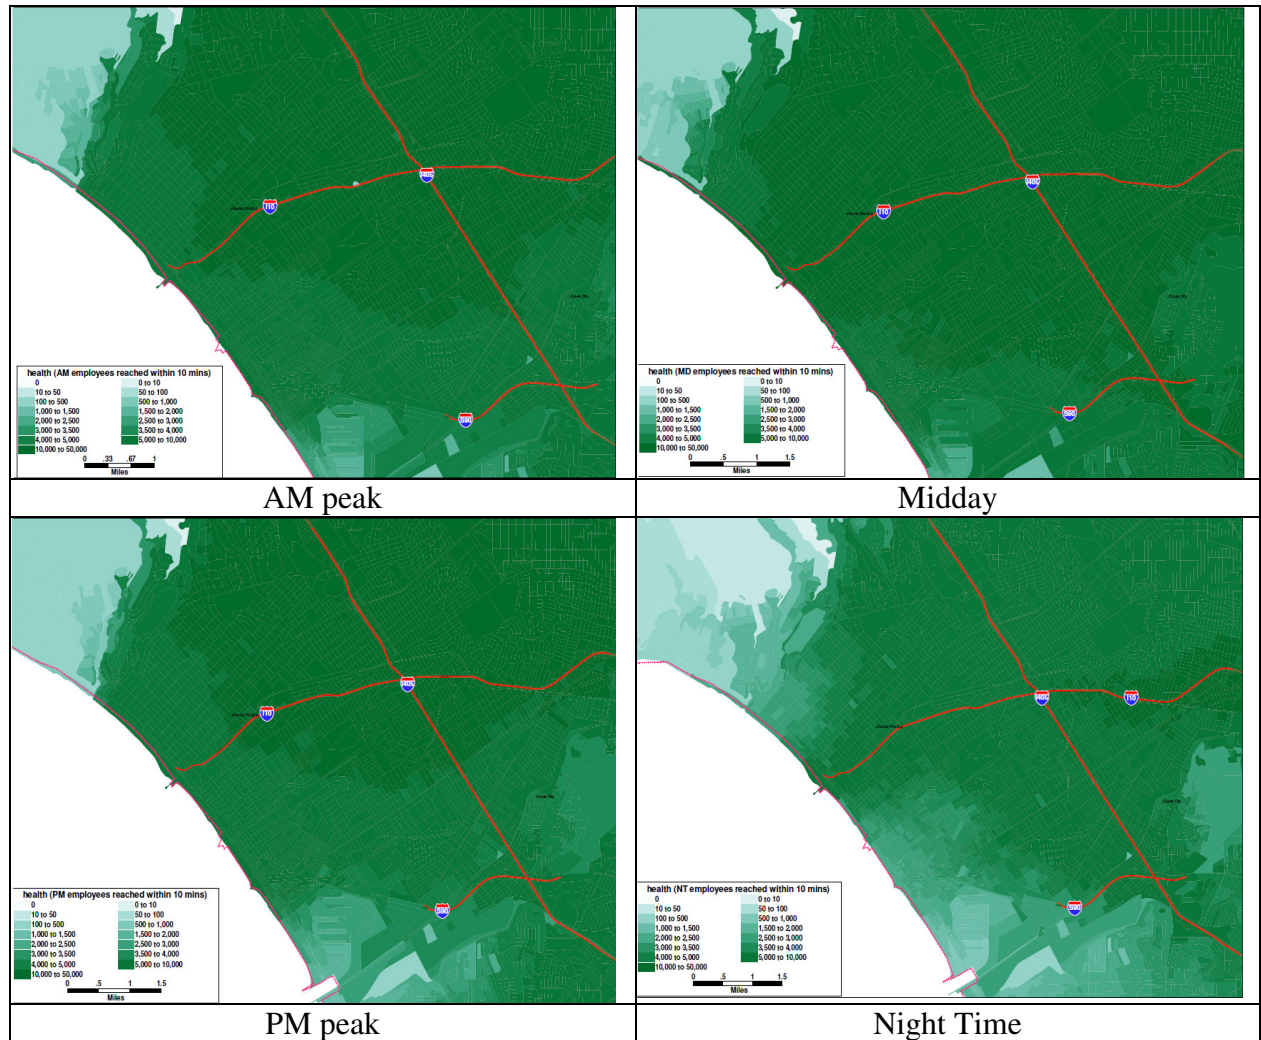 I405
110
Culver City
health (AM employees reached within 10 mins)
0 0 to 10
10 to 50 50 to 100
100 to 500 500 to 1,000
1,000 to 1,500 1,500 to 2,000
2,000 to 2,500 2,500 to 3,000
3,000 to 3,500 3,500 to 4,000
4,000 to 5,000 5,000 to 10,000
10,000 to 50,000
0 .33 .67 1
Miles
I590
AM peak
I405
110
health (MD employees reached within 10 mins)
0 0 to 10
10 to 50 50 to 100
100 to 500 500 to 1,000
1,000 to 1,500 1,500 to 2,000
2,000 to 2,500 2,500 to 3,000
3,000 to 3,500 3,500 to 4,000
4,000 to 5,000 5,000 to 10,000
10,000 to 50,000
0 .5 1 1.5
Miles
Midday
I405
110
health (PM employees reached within 10 mins)
0 0 to 10
10 to 50 50 to 100
100 to 500 500 to 1,000
1,000 to 1,500 1,500 to 2,000
2,000 to 2,500 2,500 to 3,000
3,000 to 3,500 3,500 to 4,000
4,000 to 5,000 5,000 to 10,000
10,000 to 50,000
0 .5 1 1.5
Miles
PM peak
I405
110
health (NT employees reached within 10 mins)
0 0 to 10
10 to 50 50 to 100
100 to 500 500 to 1,000
1,000 to 1,500 1,500 to 2,000
2,000 to 2,500 2,500 to 3,000
3,000 to 3,500 3,500 to 4,000
4,000 to 5,000 5,000 to 10,000
10,000 to 50,000
0 .5 1 1.5
Miles
Night Time